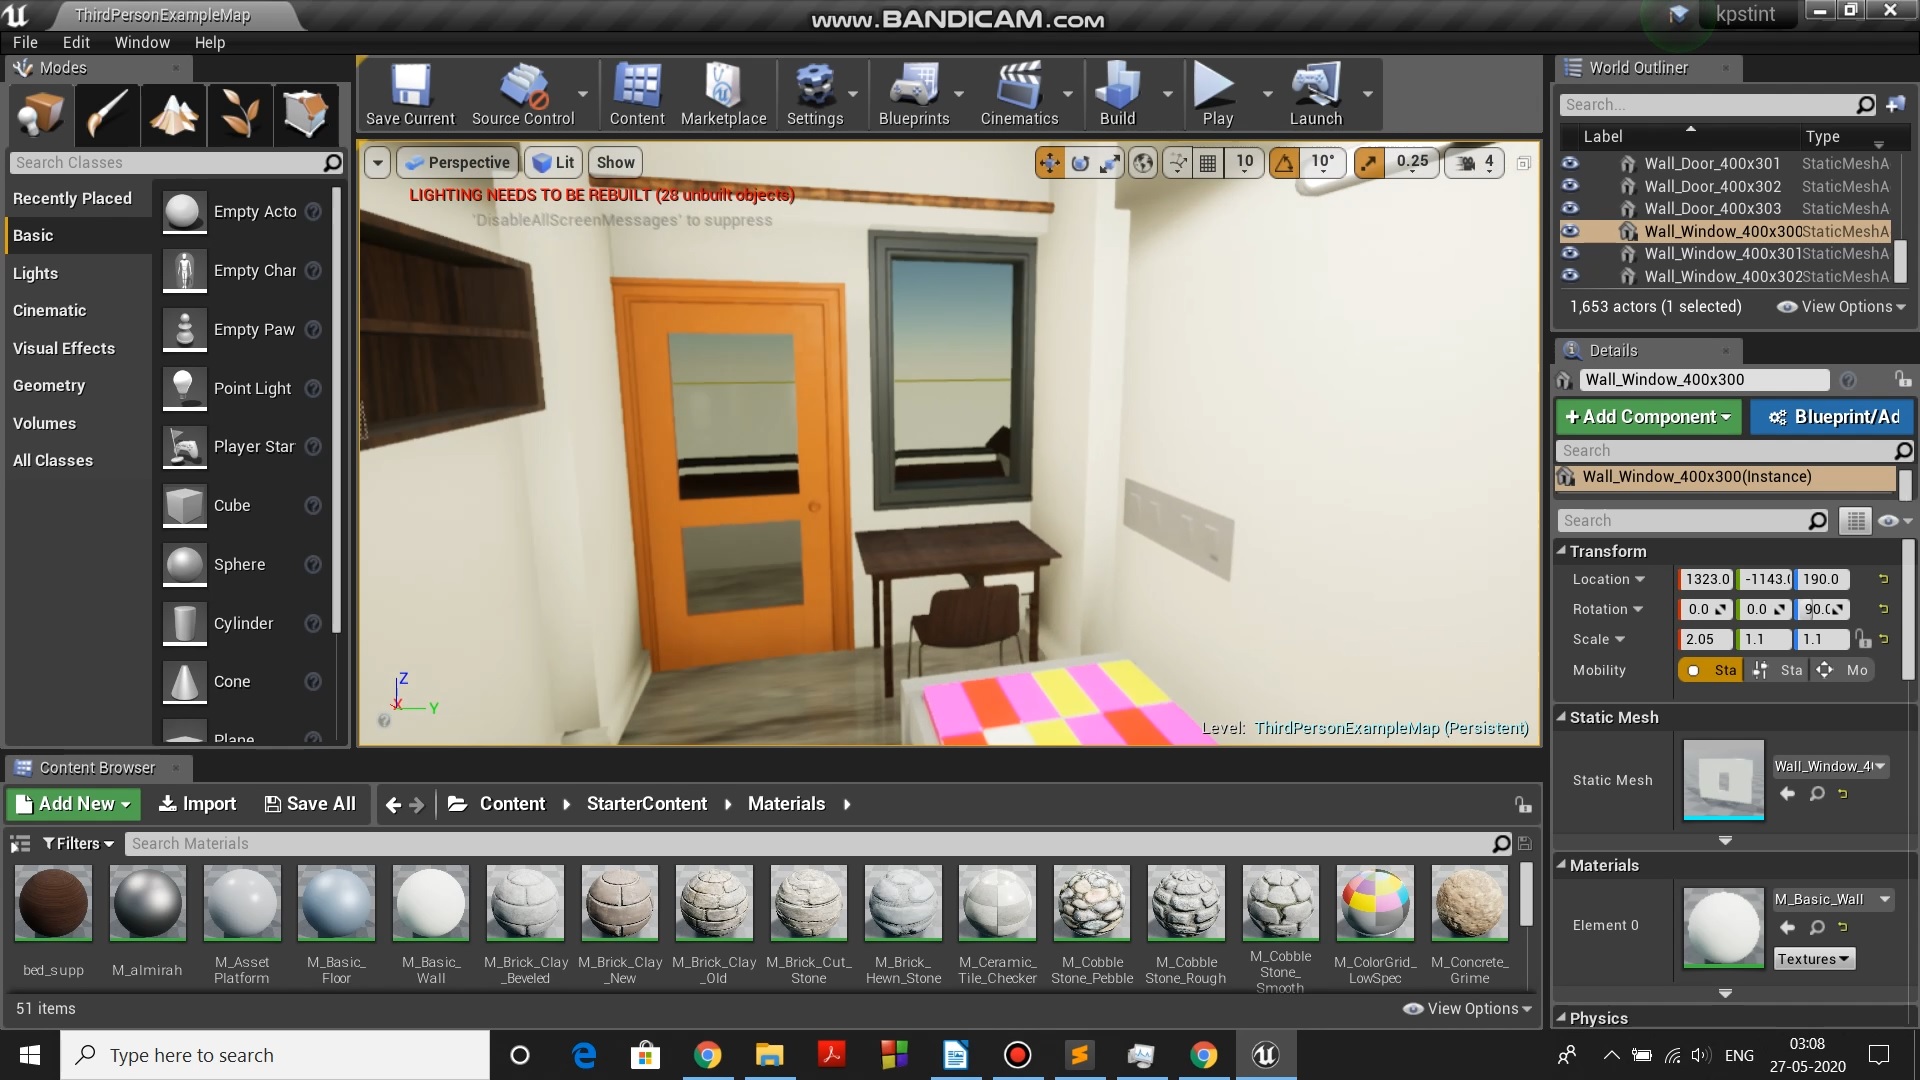 ThirdPersonExampleMap
www.BANDICAM.com
kpstint
File Edit Window Help
Modes
Save Current
Source Control
Content
Marketplace
Settings
Blueprints
Cinematics
Build
Play
Launch
Search Classes
Recently Placed
Basic
Lights
Cinematic
Visual Effects
Geometry
Volumes
All Classes
Empty Acto
Empty Char
Empty Paw
Point Light
Player Star
Cube
Sphere
Cylinder
Cone
Plane
Perspective Lit Show
10 10° 0.25 4
LIGHTING NEEDS TO BE REBUILT (28 unbuilt objects)
'DisableAllScreenMessages' to suppress
Z
X Y
Level: ThirdPersonExampleMap (Persistent)
World Outliner
Search...
Label Type
Wall_Door_400x301 StaticMeshA
Wall_Door_400x302 StaticMeshA
Wall_Door_400x303 StaticMeshA
Wall_Window_400x300 StaticMeshA
Wall_Window_400x301 StaticMeshA
Wall_Window_400x302 StaticMeshA
1,653 actors (1 selected) View Options
Details
Wall_Window_400x300
+ Add Component Blueprint/Ad
Search
Wall_Window_400x300(Instance)
Search
Transform
Location 1323.0 -1143.( 190.0
Rotation 0.0 0.0 90.0
Scale 2.05 1.1 1.1
Mobility Sta Sta Mo
Static Mesh
Static Mesh Wall_Window_4(
Materials
Element 0 M_Basic_Wall
Textures
Physics
Content Browser
Add New Import Save All Content StarterContent Materials
Filters Search Materials
bed_supp
M_almirah
M_Asset
Platform
M_Basic_
Floor
M_Basic_
Wall
M_Brick_Clay
_Beveled
M_Brick_Clay
_New
M_Brick_Clay
_Old
M_Brick_Cut_
Stone
M_Brick_
Hewn_Stone
M_Ceramic_
Tile_Checker
M_Cobble
Stone_Pebble
M_Cobble
Stone_Rough
M_Cobble
Stone_
Smooth
M_ColorGrid_
LowSpec
M_Concrete_
Grime
51 items View Options
Type here to search
ENG
03:08
27-05-2020